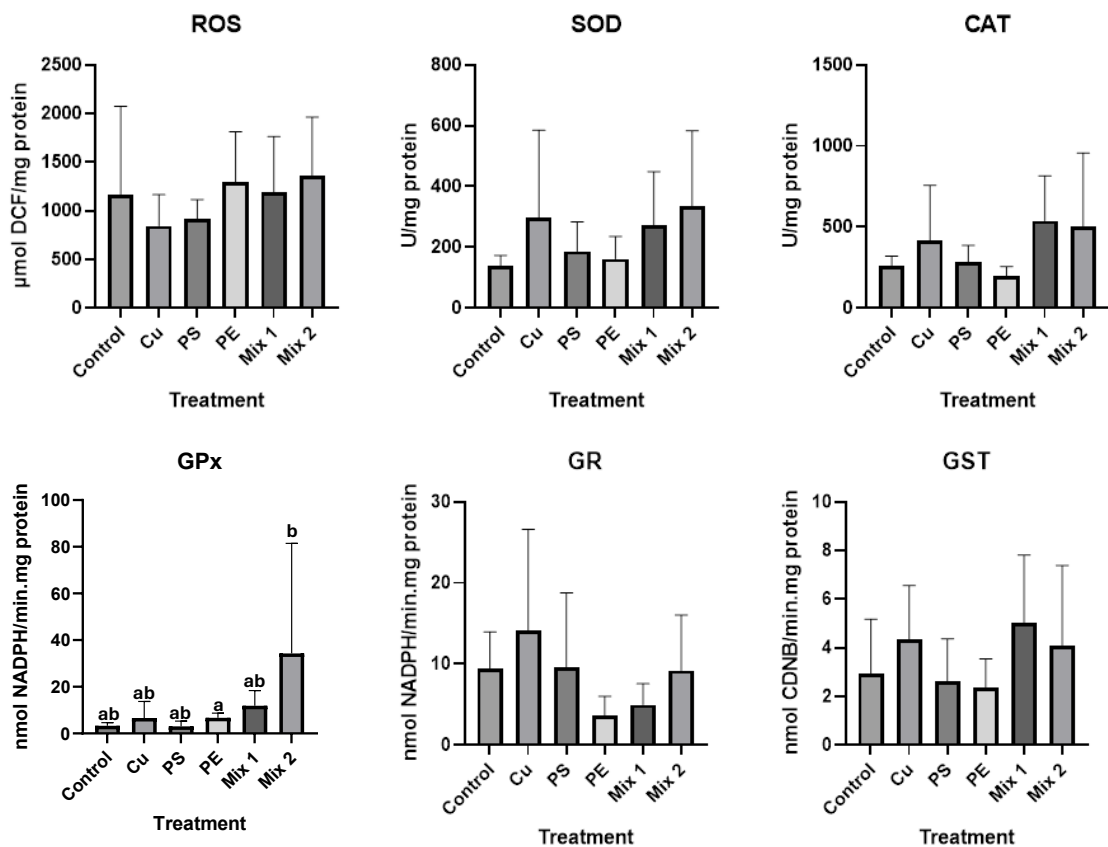 ROS
µmol DCF/mg protein
2500
2000
1500
1000
500
0
Control
Cu
PS
PE
Mix 1
Mix 2
Treatment
SOD
U/mg protein
800
600
400
200
0
Control
Cu
PS
PE
Mix 1
Mix 2
Treatment
CAT
U/mg protein
1500
1000
500
0
Control
Cu
PS
PE
Mix 1
Mix 2
Treatment
GPx
nmol NADPH/min.mg protein
100
80
60
40
20
0
ab
ab
ab
a
ab
b
Control
Cu
PS
PE
Mix 1
Mix 2
Treatment
GR
nmol NADPH/min.mg protein
30
20
10
0
Control
Cu
PS
PE
Mix 1
Mix 2
Treatment
GST
nmol CDNB/min.mg protein
10
8
6
4
2
0
Control
Cu
PS
PE
Mix 1
Mix 2
Treatment